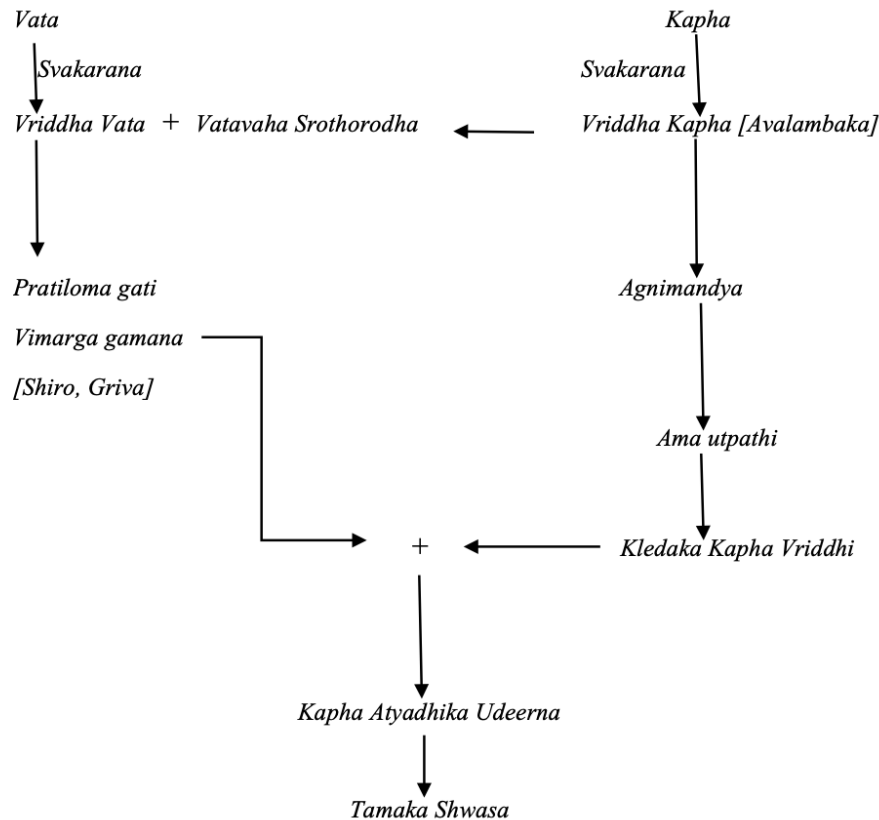 Vata
Kapha
Svakarana
Svakarana
Vriddha Vata + Vatavaha Srothorodha
Vriddha Kapha [Avalambaka]
Pratiloma gati
Agnimandya
Vimarga gamana
[Shiro, Griva]
Ama utpathi
+
Kledaka Kapha Vriddhi
Kapha Atyadhika Udeerna
Tamaka Shwasa